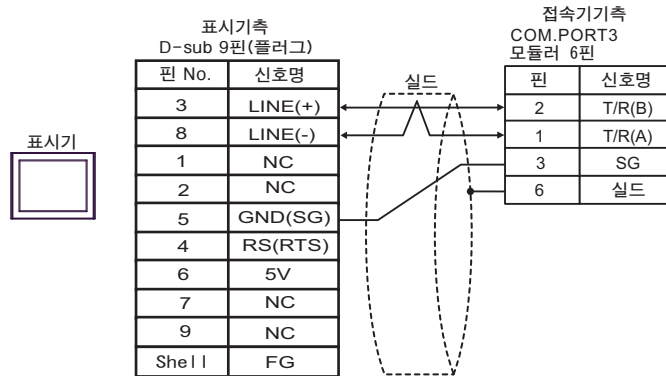 표시기측
D-sub 9핀(플러그)
접속기기측
COM.PORT3
모듈러 6핀
표시기
실드
핀 No. 신호명
3 LINE(+)
8 LINE(-)
1 NC
2 NC
5 GND(SG)
4 RS(RTS)
6 5V
7 NC
9 NC
Shell FG
핀 신호명
2 T/R(B)
1 T/R(A)
3 SG
6 실드